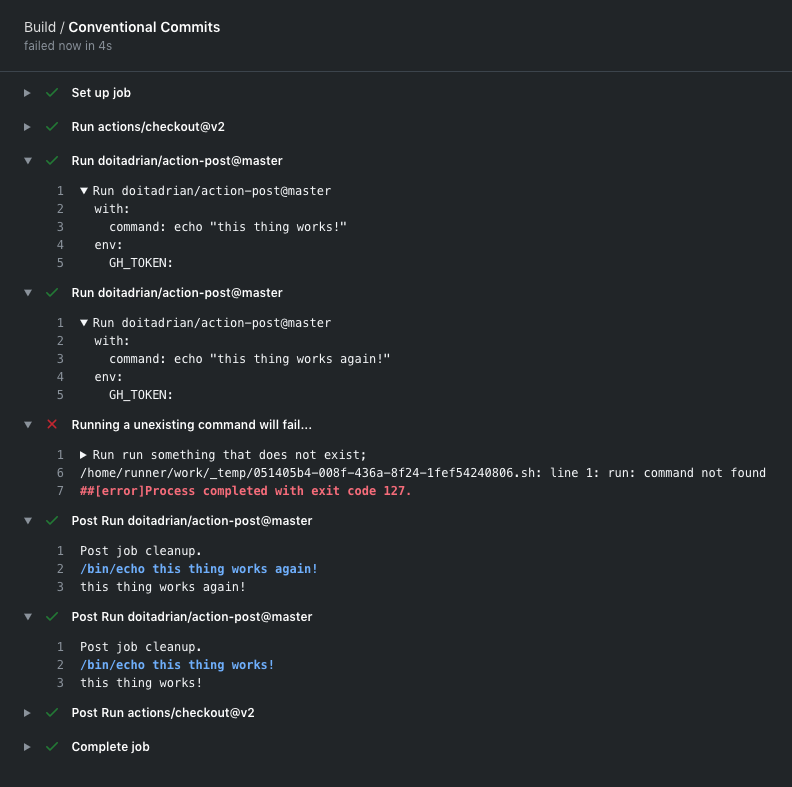 Build / Conventional Commits
failed now in 4s
Set up job
Run actions/checkout@v2
Run doitadrian/action-post@master
1 Run doitadrian/action-post@master
2 with:
3 command: echo "this thing works!"
4 env:
5 GH_TOKEN:
Run doitadrian/action-post@master
1 Run doitadrian/action-post@master
2 with:
3 command: echo "this thing works again!"
4 env:
5 GH_TOKEN:
Running a unexisting command will fail...
1 Run run something that does not exist;
6 /home/runner/work/_temp/051405b4-008f-436a-8f24-1fef54240806.sh: line 1: run: command not found
7 ##[error]Process completed with exit code 127.
Post Run doitadrian/action-post@master
1 Post job cleanup.
2 /bin/echo this thing works again!
3 this thing works again!
Post Run doitadrian/action-post@master
1 Post job cleanup.
2 /bin/echo this thing works!
3 this thing works!
Post Run actions/checkout@v2
Complete job